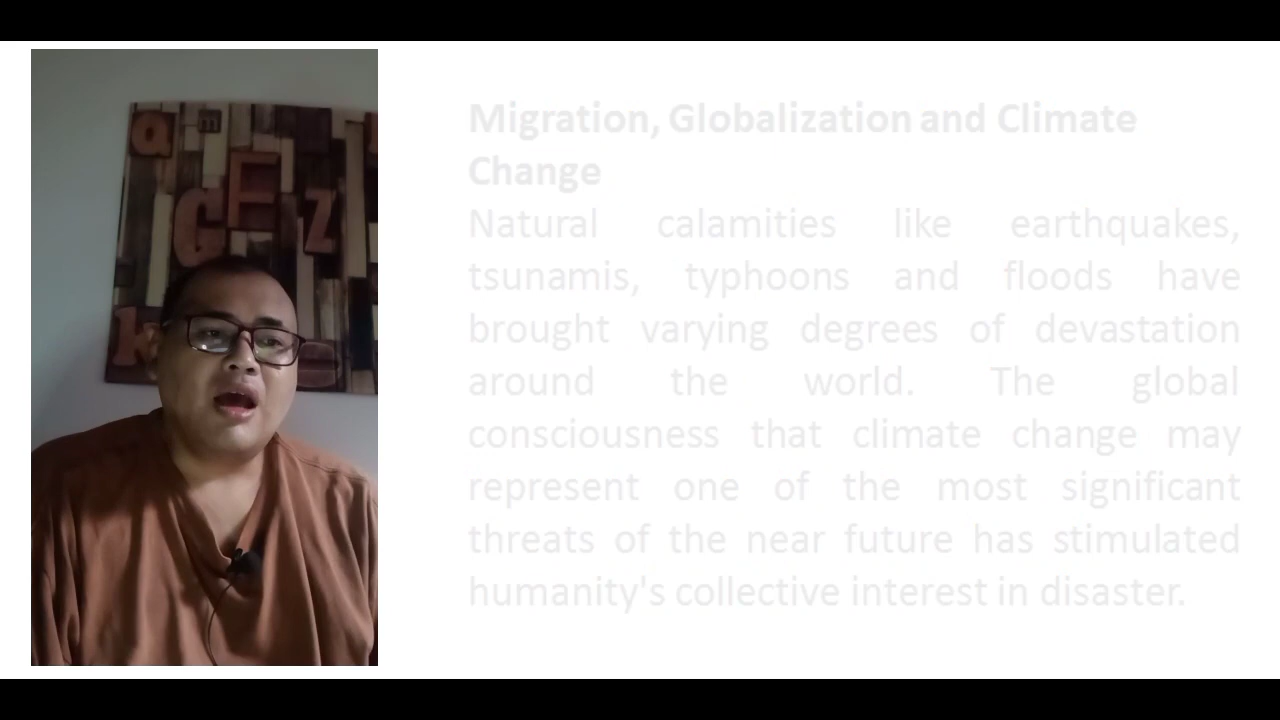 a m
G E Z
k
Migration, Globalization and Climate
Change
Natural calamities like earthquakes,
tsunamis, typhoons and floods have
brought varying degrees of devastation
around the world. The global
consciousness that climate change may
represent one of the most significant
threats of the near future has stimulated
humanity's collective interest in disaster.